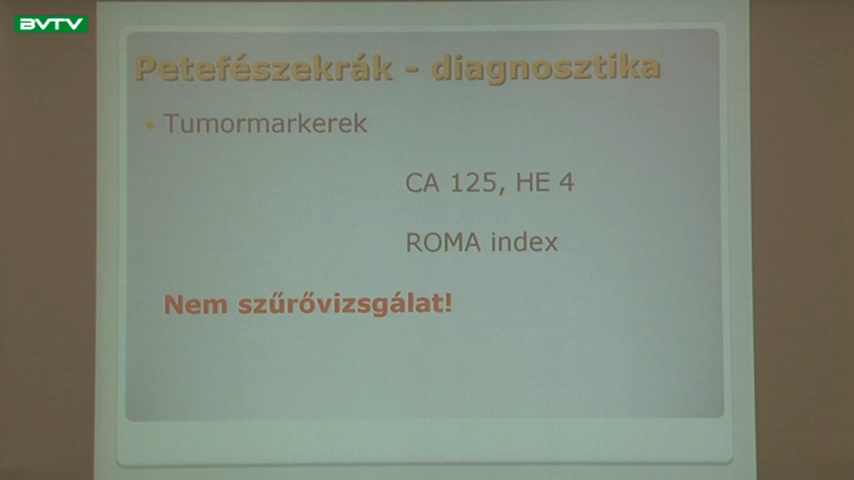 BVTV
Petefészekrák - diagnosztika
Tumormarkerek
CA 125, HE 4
ROMA index
Nem szűrővizsgálat!